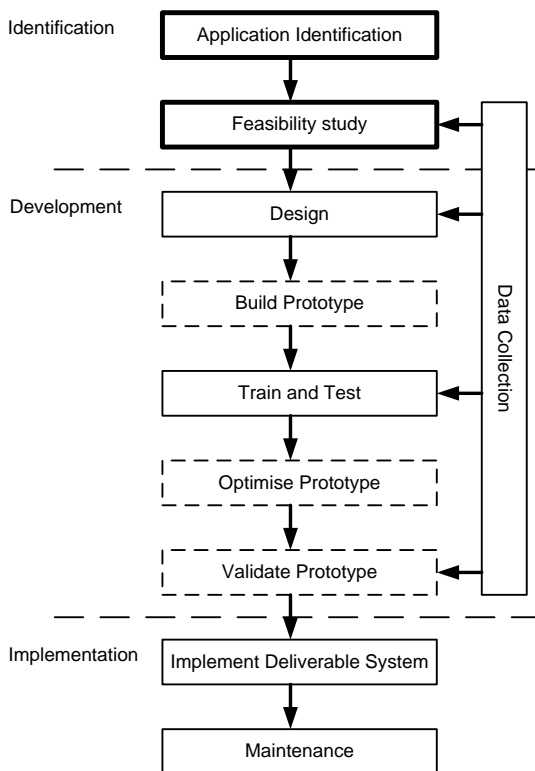 Identification
Application Identification
Feasibility study
Development
Design
Build Prototype
Data Collection
Train and Test
Optimise Prototype
Validate Prototype
Implementation
Implement Deliverable System
Maintenance